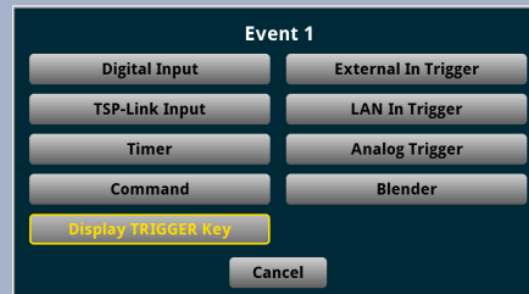 Event 1
Digital Input
External In Trigger
TSP-Link Input
LAN In Trigger
Timer
Analog Trigger
Command
Blender
Display TRIGGER Key
Cancel